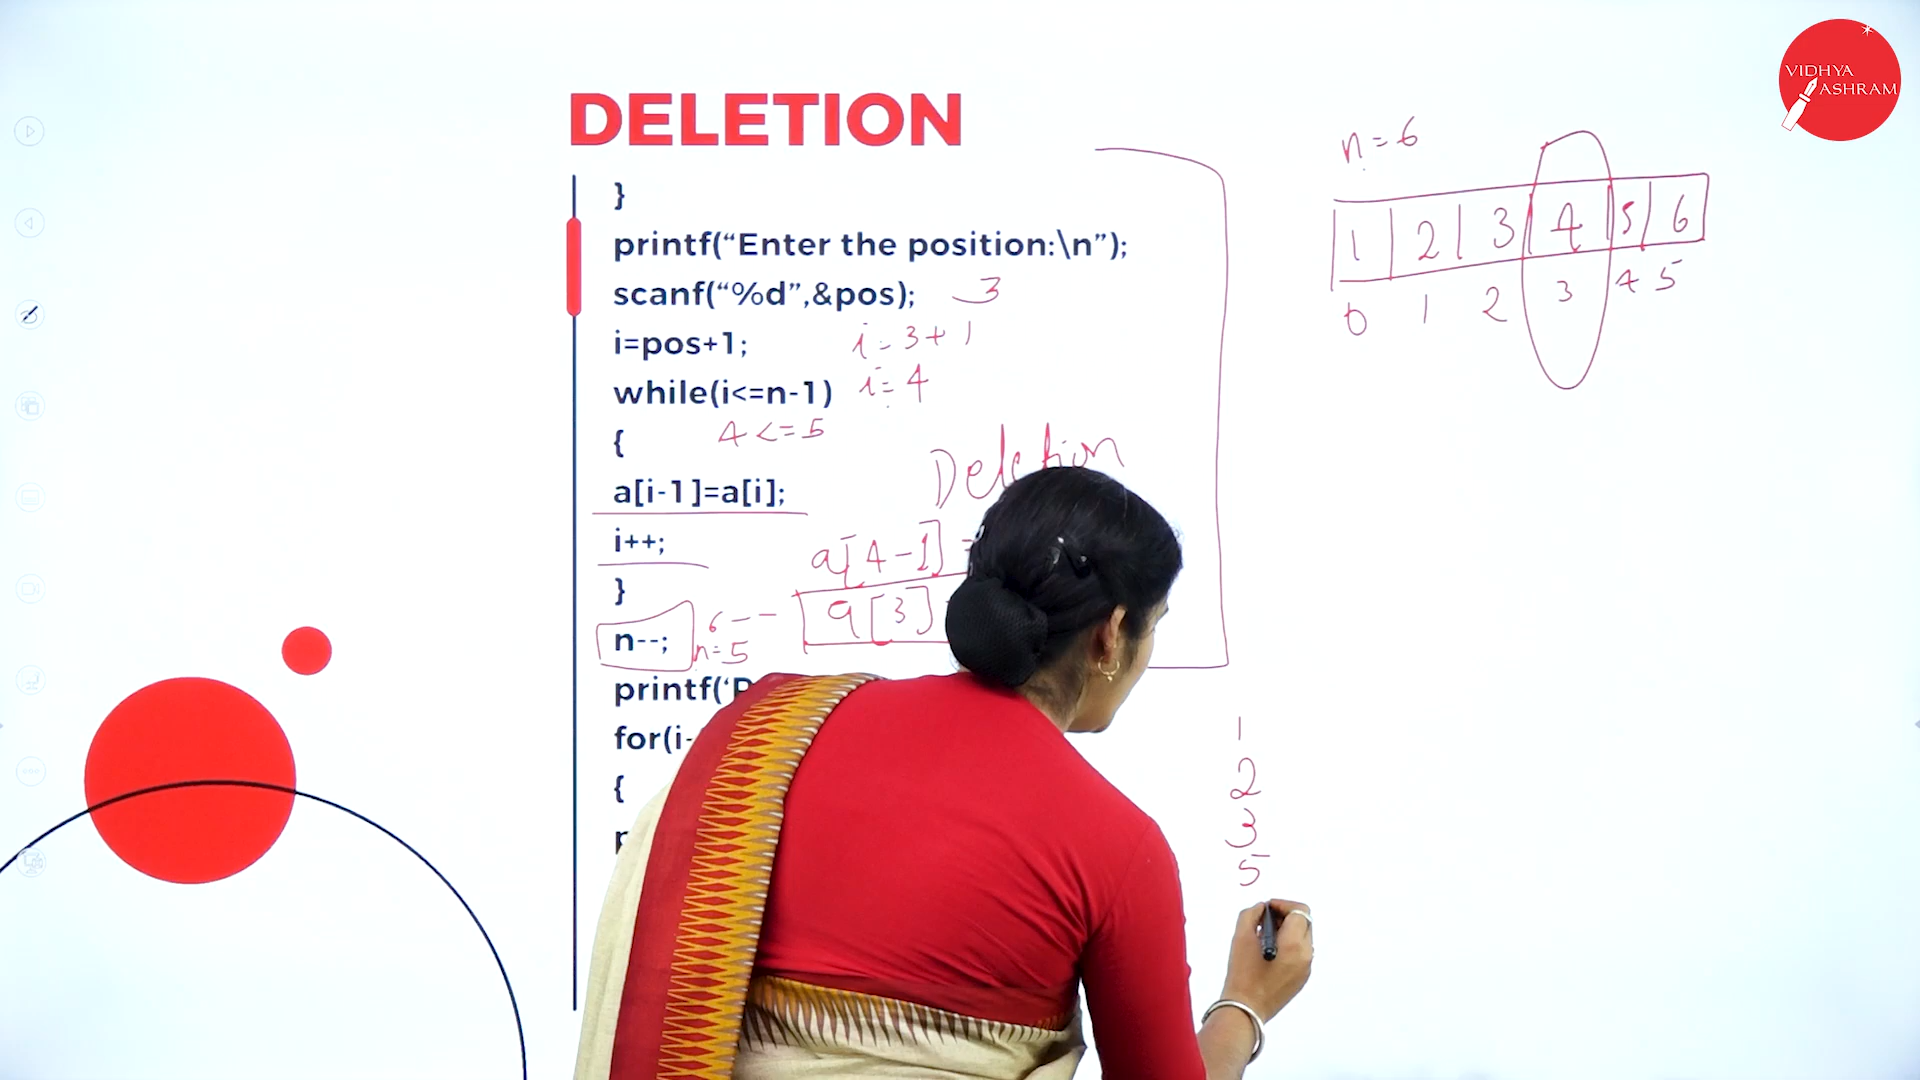 VIDHYA
ASHRAM
DELETION
}
printf(“Enter the position:\n”);
scanf(“%d”,&pos); 3
i=pos+1; i=3+1
while(i<=n-1) i=4
4<=5
{
Deletion
a[i-1]=a[i];
i++; a[4-1] =
}
6--
n--; n=5 a[3]
printf(‘
for(i-
{
n=6
1 2 3 4 5 6
0 1 2 3 4 5
1
2
3
5